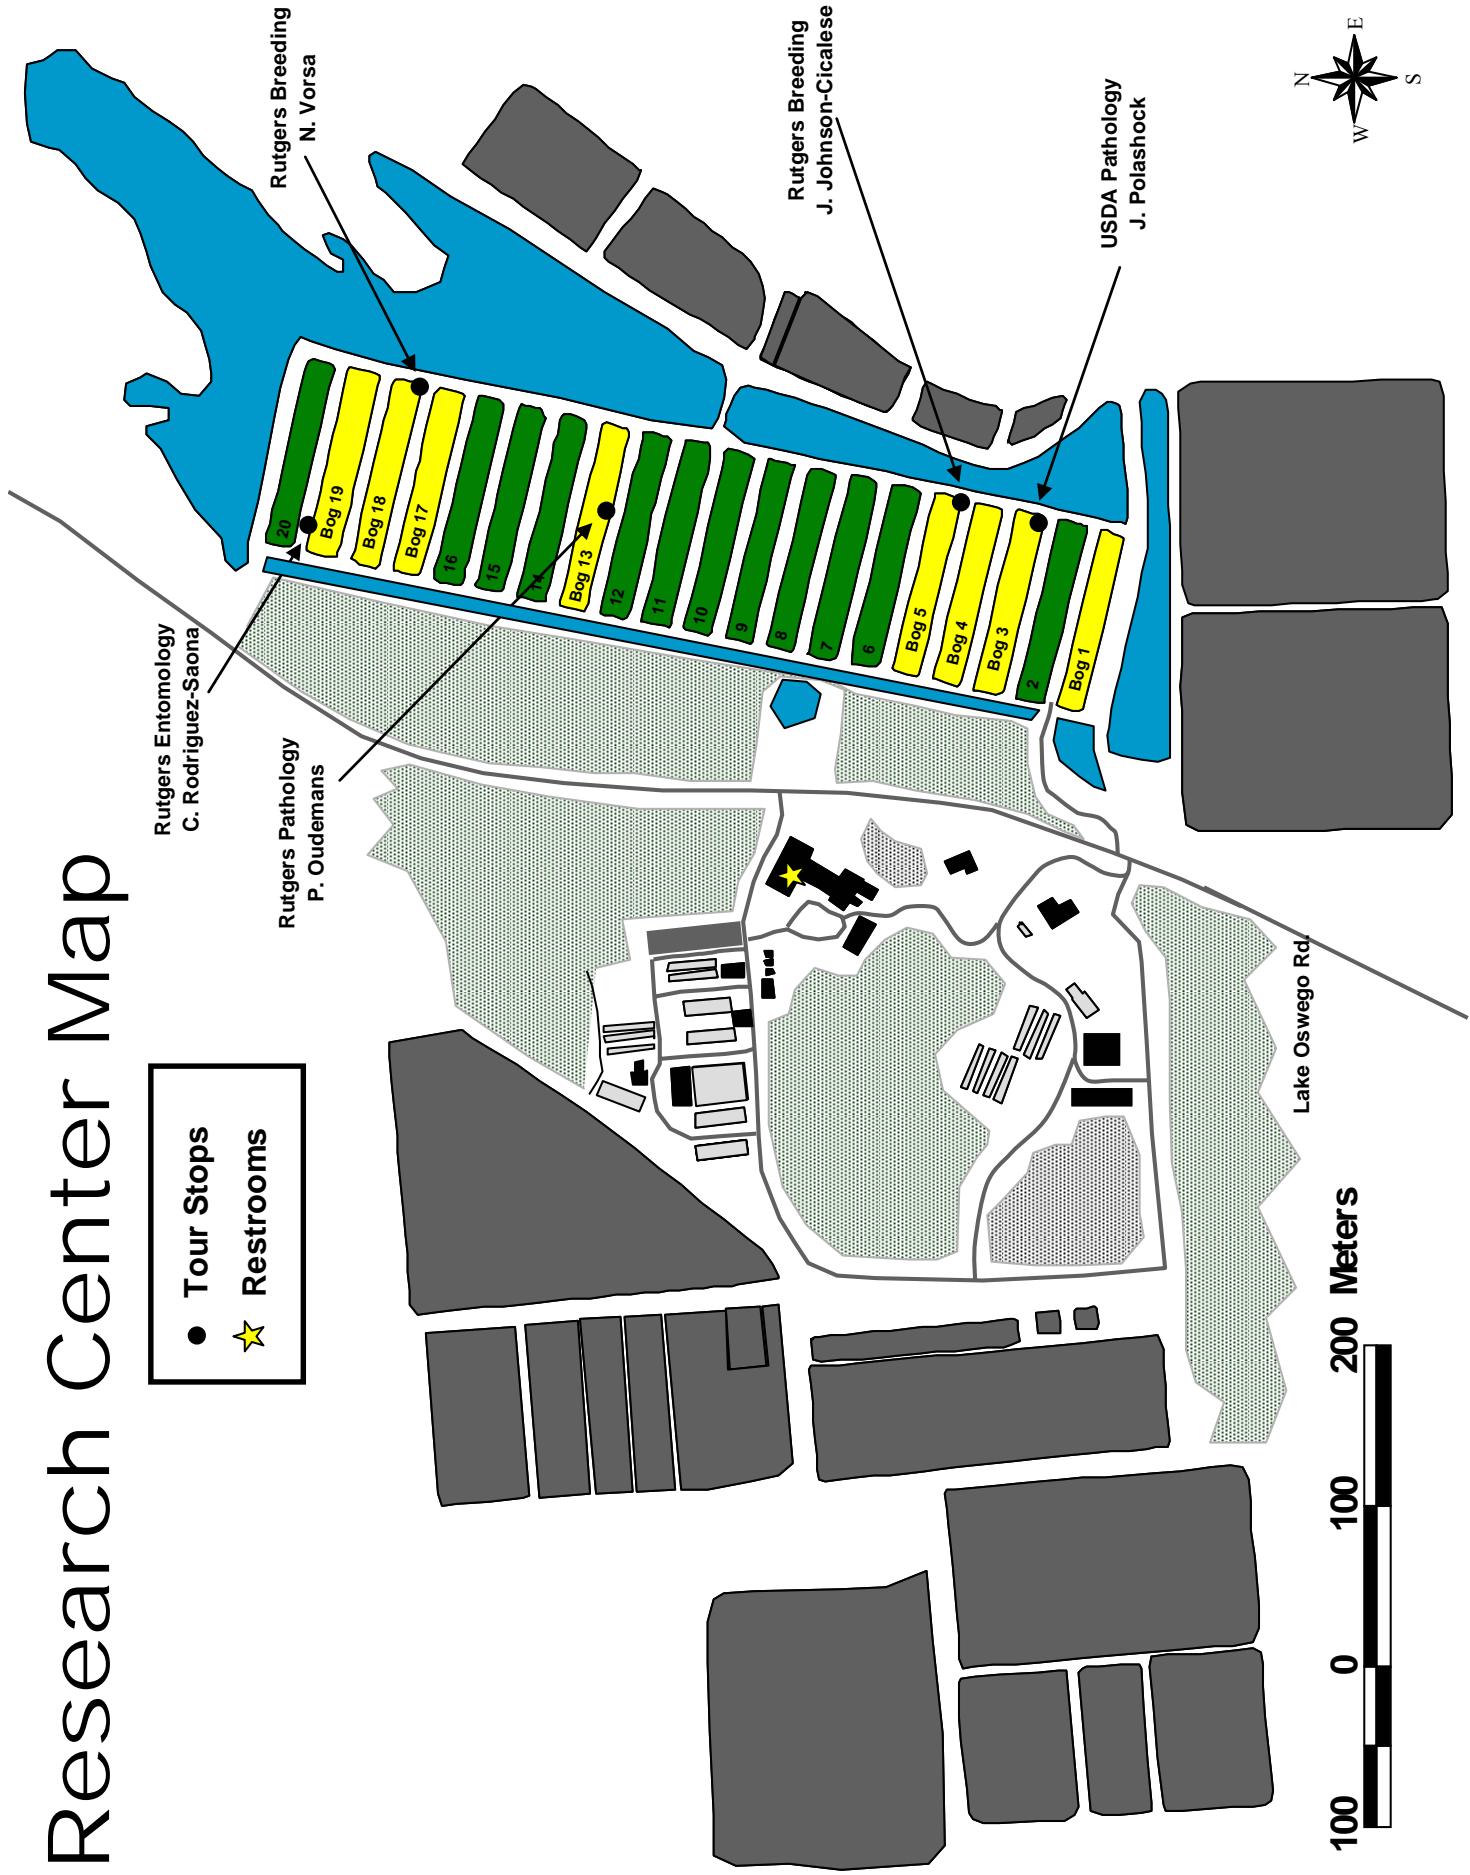 Research Center Map
Tour Stops
Restrooms
Rutgers Entomology
C. Rodriguez-Saona
Rutgers Pathology
P. Oudemans
Rutgers Breeding
N. Vorsa
Rutgers Breeding
J. Johnson-Cicalese
USDA Pathology
J. Polashock
20
Bog 19
Bog 18
Bog 17
16
15
14
Bog 13
12
11
10
9
8
7
6
Bog 5
Bog 4
Bog 3
2
Bog 1
Lake Oswego Rd.
100 0 100 200 Meters
N
W E
S